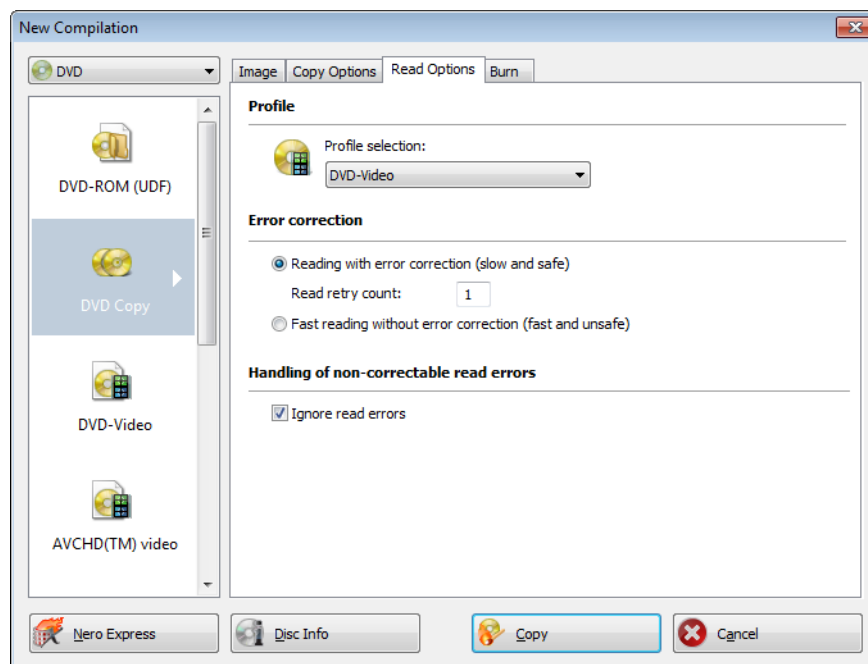 New Compilation
DVD
Image
Copy Options
Read Options
Burn
DVD-ROM (UDF)
DVD Copy
DVD-Video
AVCHD(TM) video
Profile
Profile selection:
DVD-Video
Error correction
Reading with error correction (slow and safe)
Read retry count: 1
Fast reading without error correction (fast and unsafe)
Handling of non-correctable read errors
Ignore read errors
Nero Express
Disc Info
Copy
Cancel